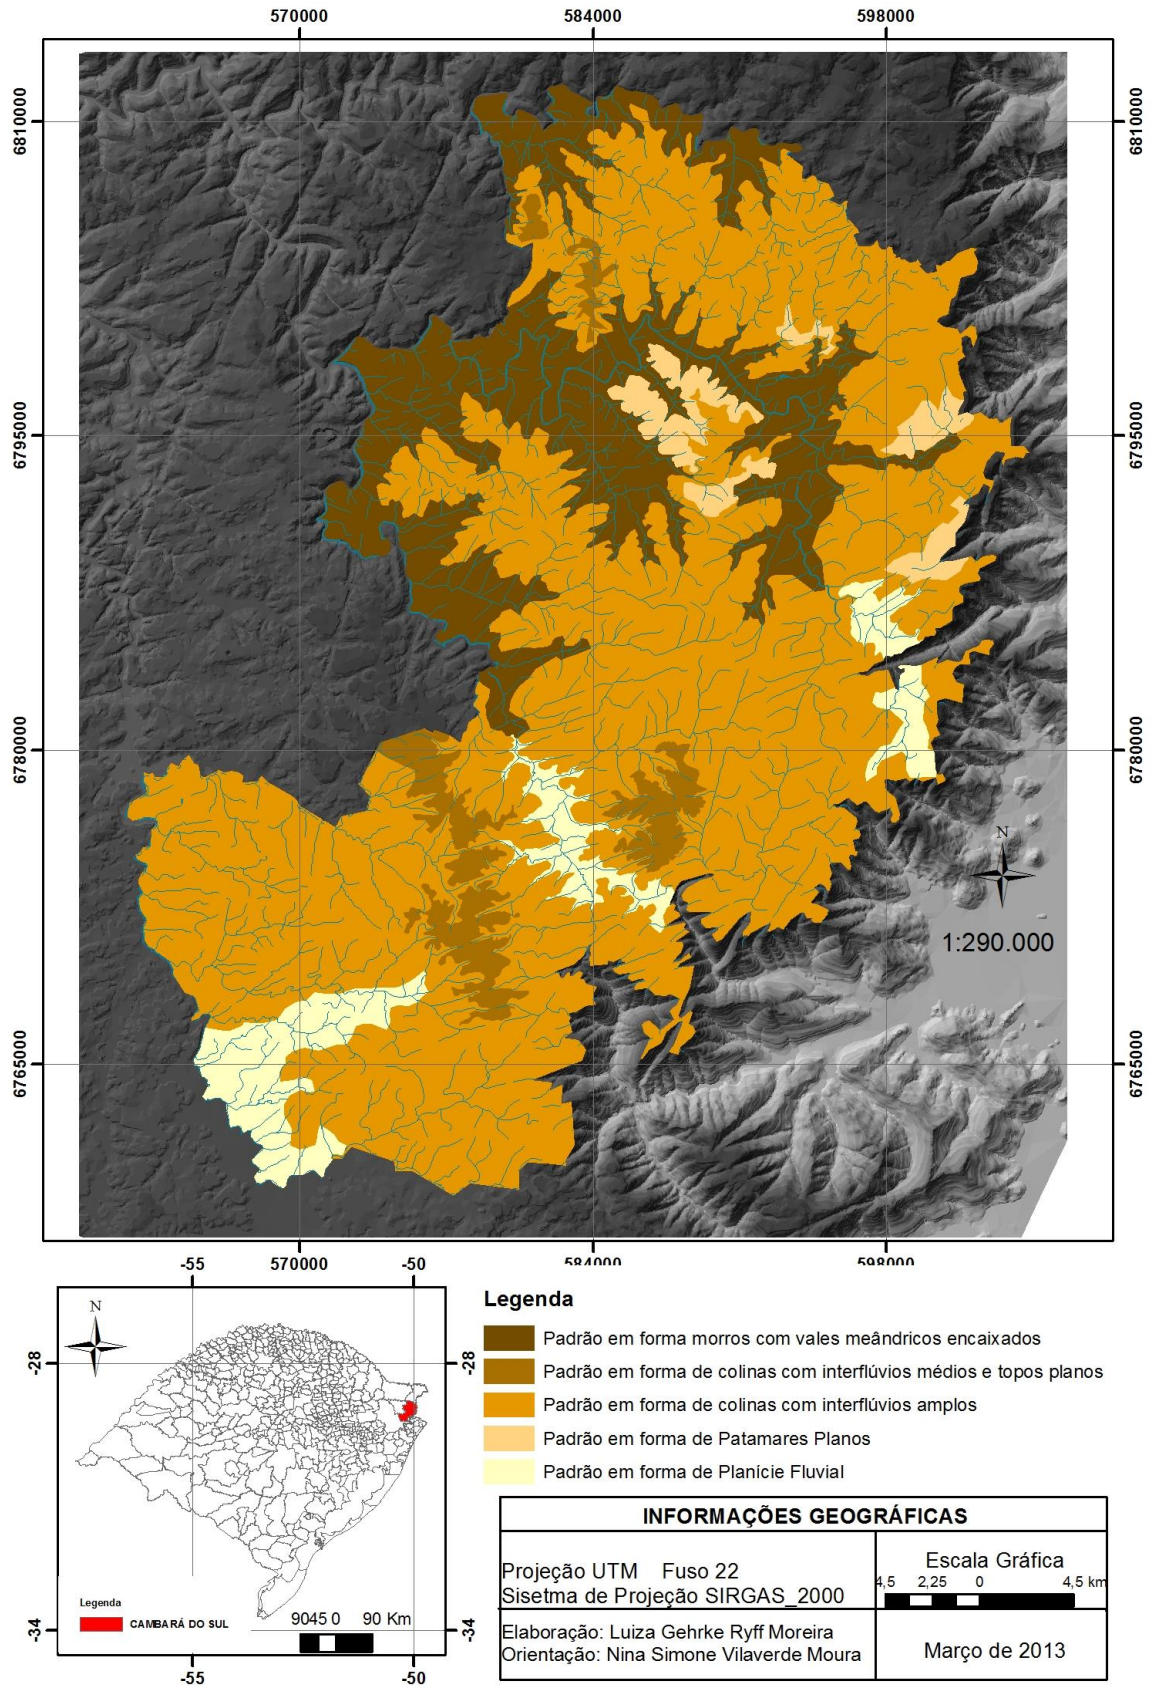 570000 584000 598000
6810000 6810000
6795000 6795000
6780000 6780000
N
1:290.000
6765000 6765000
570000 584000 598000
-55 -50
N
-28 -28
-34 -34
Legenda
CAMBARÁ DO SUL
9045 0 90 Km
-55 -50
Legenda
Padrão em forma morros com vales meândricos encaixados
Padrão em forma de colinas com interflúvios médios e topos planos
Padrão em forma de colinas com interflúvios amplos
Padrão em forma de Patamares Planos
Padrão em forma de Planície Fluvial
INFORMAÇÕES GEOGRÁFICAS
Projeção UTM Fuso 22
Sisetma de Projeção SIRGAS_2000
Escala Gráfica
4,5 2,25 0 4,5 km
Elaboração: Luiza Gehrke Ryff Moreira
Orientação: Nina Simone Vilaverde Moura
Março de 2013